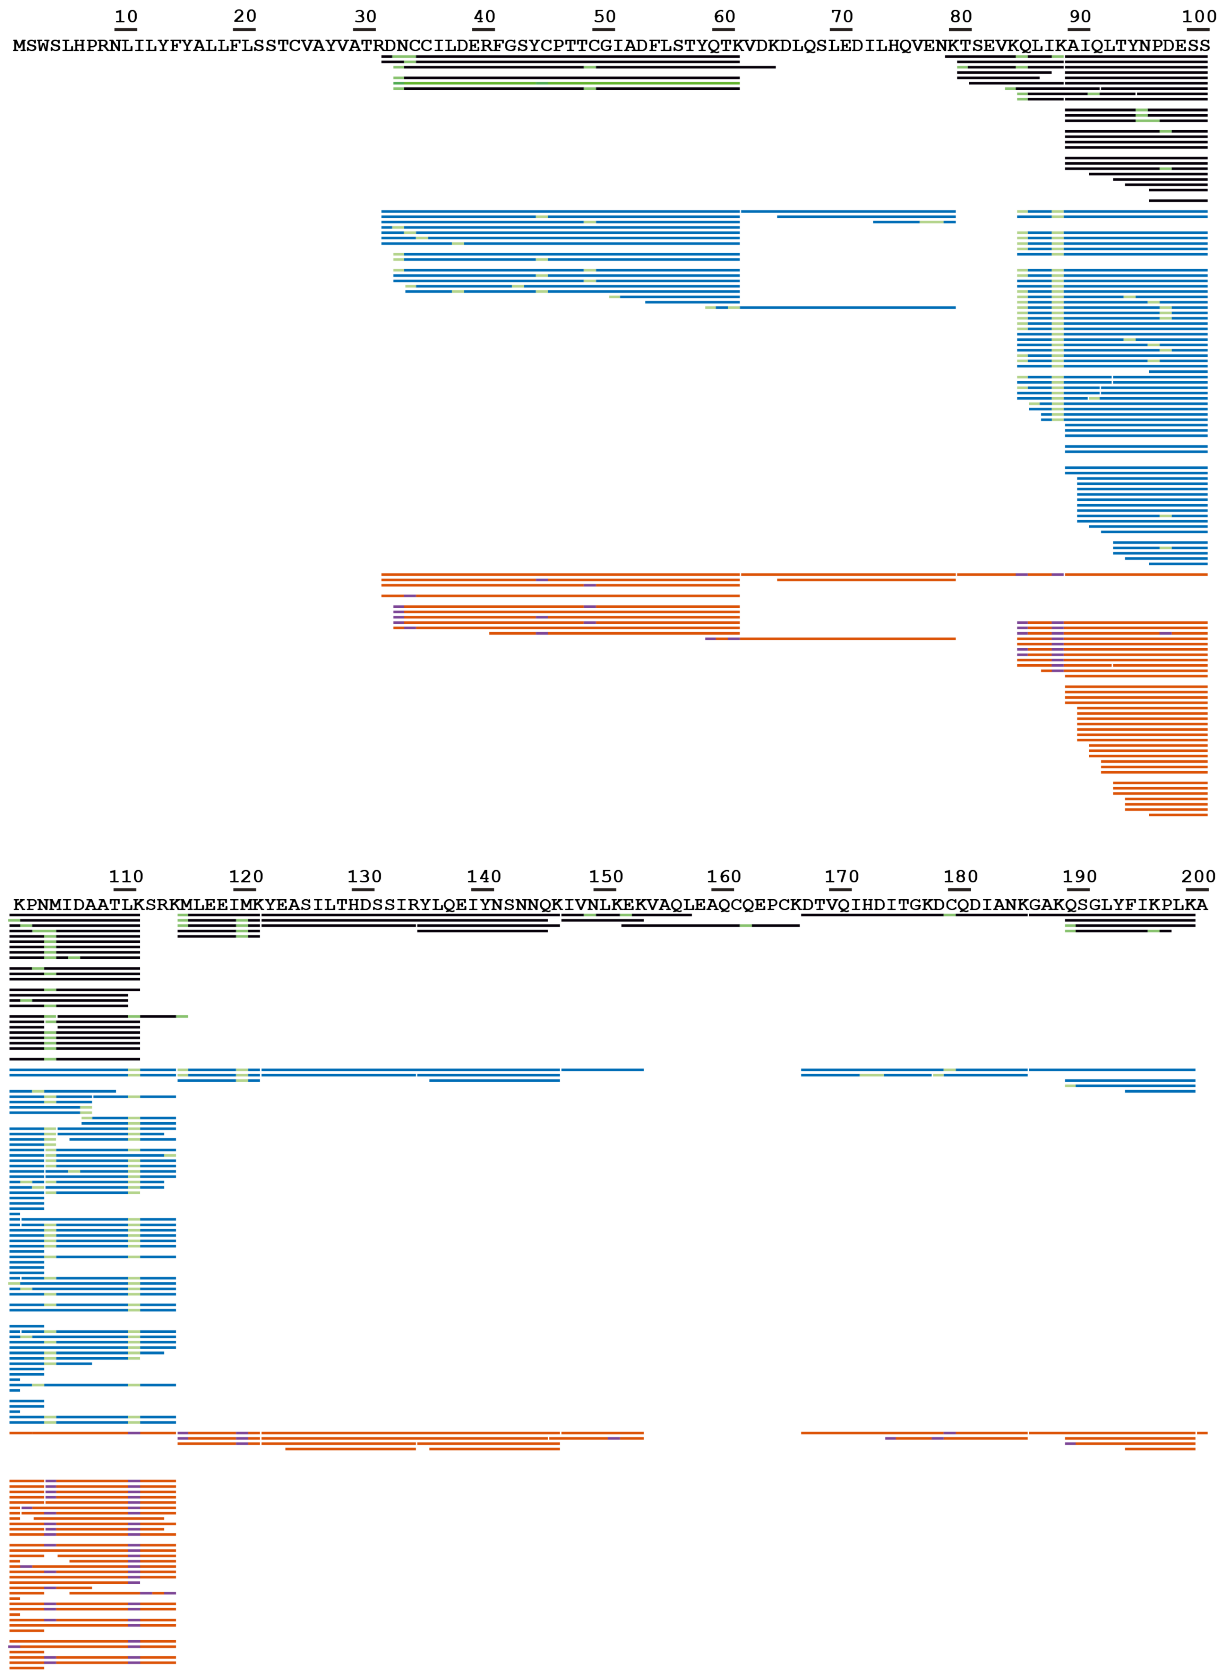 10 20 30 40 50 60 70 80 90 100
MSWSLHPRNLILYFYALLFLSSTCVAYVATRDNCCILDERFGSYCPTTCGIADFLSTYQTKVDKDLQSLEDILHQVENKTSEVKQLIKAIQLTYNPDESS
110 120 130 140 150 160 170 180 190 200
KPNMIDAATLKSRKMLEEIMKYEASILTHDSSIRYLQEIYNSNNQKIVNLKEKVAQLEAQCQEPCKDTVQIHDITGKDCQDIANKGAKQSGLYFIKPLKA